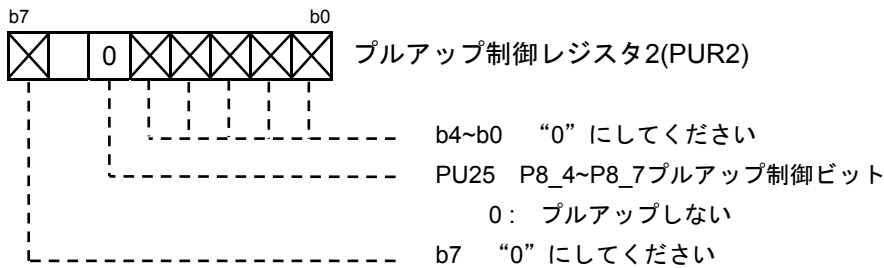 b7 b0
0 プルアップ制御レジスタ2(PUR2)
b4~b0 “0”にしてください
PU25 P8_4~P8_7プルアップ制御ビット
0： プルアップしない
b7 “0”にしてください